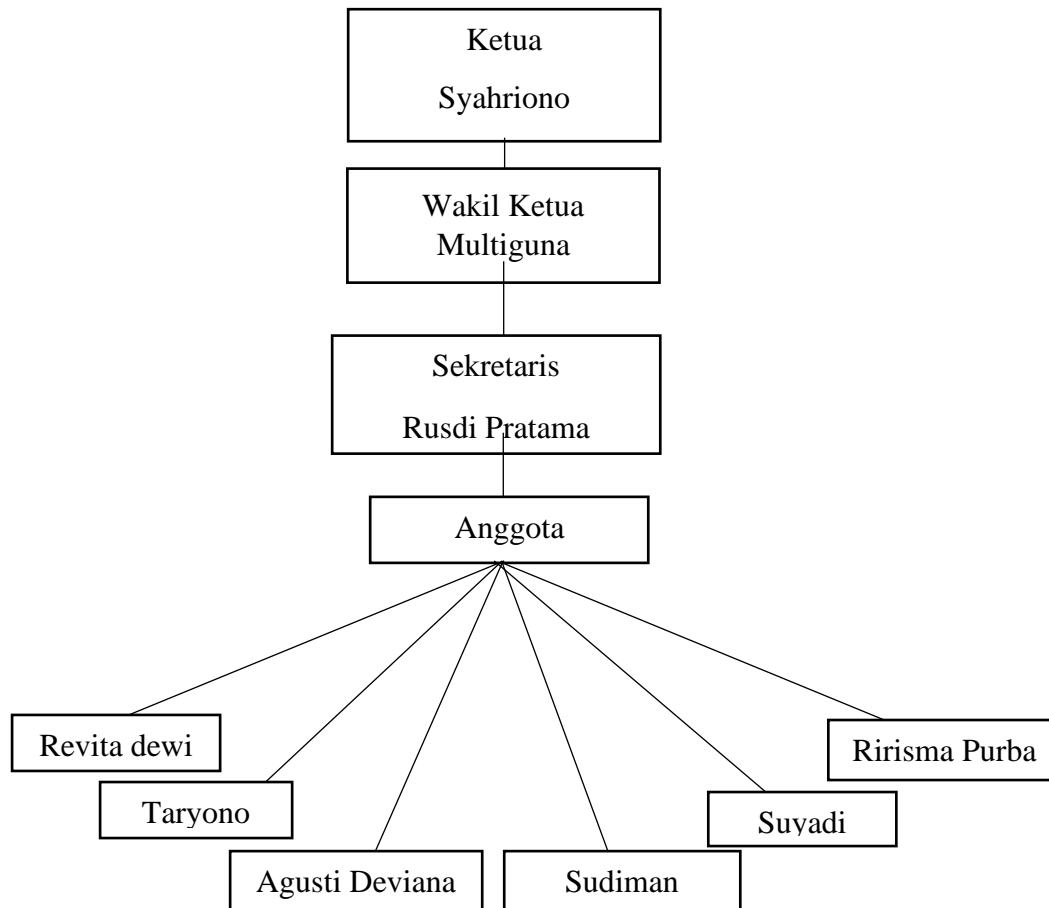 Ketua
Syahriono
Wakil Ketua
Multiguna
Sekretaris
Rusdi Pratama
Anggota
Revita dewi
Ririsma Purba
Taryono
Suyadi
Agusti Deviana
Sudiman